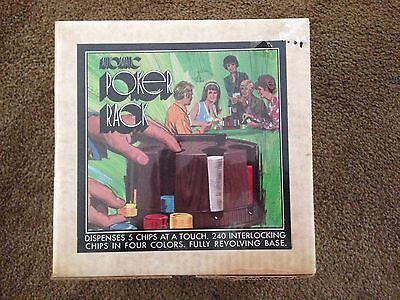 AUTOMATIC
POKER
RACK
DISPENSES 5 CHIPS AT A TOUCH. 240 INTERLOCKING
CHIPS IN FOUR COLORS. FULLY REVOLVING BASE.